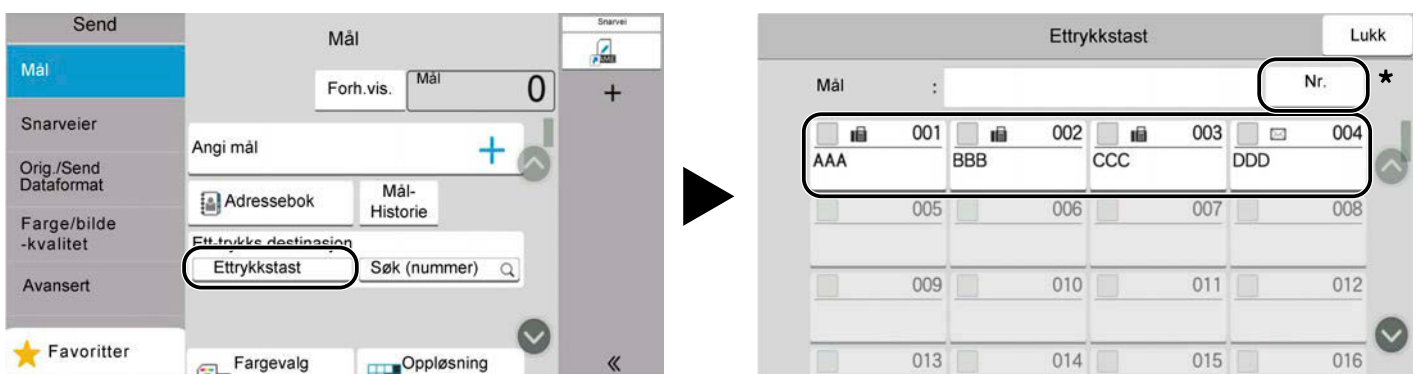 Send
Mål
Snarveier
Orig./Send
Dataformat
Farge/bilde
-kvalitet
Avansert
Favoritter
Mål
Forh.vis.
Mål
0
Angi mål
+
Adressebok
Mål-
Historie
Ett-trykks destinasjon
Ettrykkstast
Søk (nummer)
Fargevalg
Oppløsning
Snarvei
+
«
Ettrykkstast
Lukk
Mål :
Nr.
*
001 002 003 004
AAA BBB CCC DDD
005 006 007 008
009 010 011 012
013 014 015 016